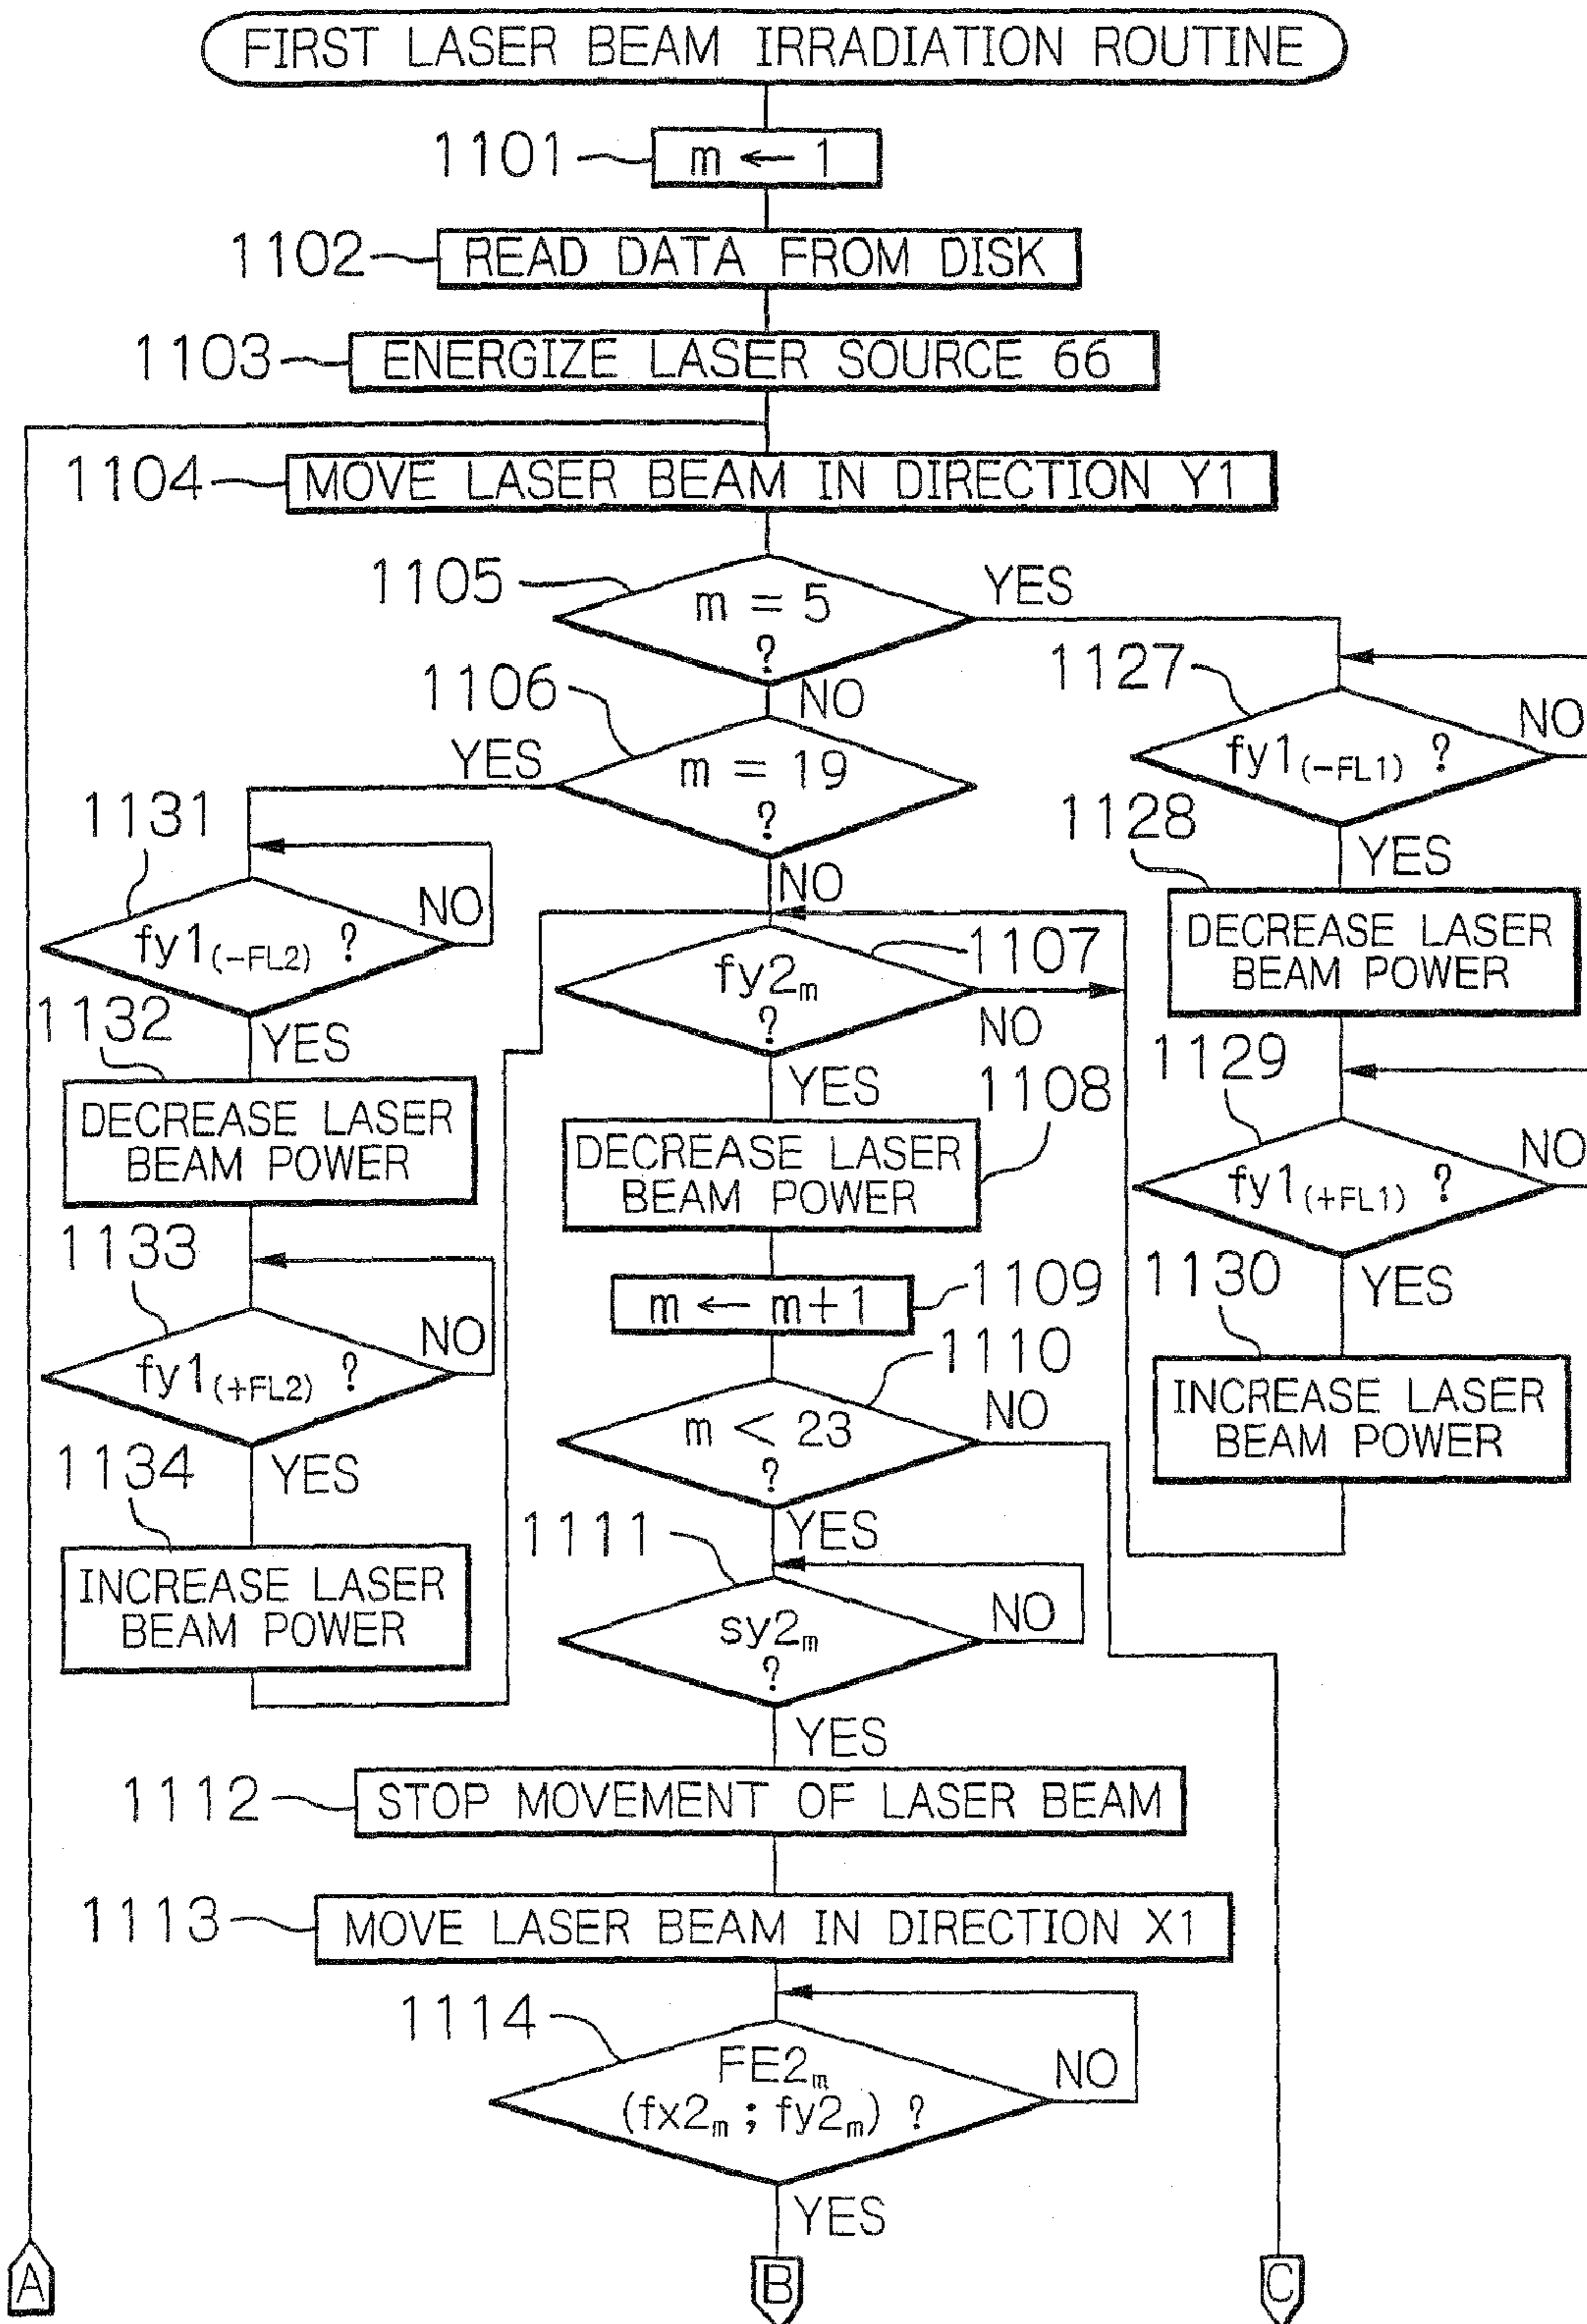 FIRST LASER BEAM IRRADIATION ROUTINE
1101
m ← 1
1102
READ DATA FROM DISK
1103
ENERGIZE LASER SOURCE 66
1104
MOVE LASER BEAM IN DIRECTION Y1
1105
m = 5
?
YES
NO
1106
m = 19
?
YES
NO
1127
fy1(-FL1) ?
NO
YES
1128
DECREASE LASER
BEAM POWER
1129
fy1(+FL1) ?
NO
YES
1130
INCREASE LASER
BEAM POWER
1131
fy1(-FL2) ?
NO
YES
1132
DECREASE LASER
BEAM POWER
1133
fy1(+FL2) ?
NO
YES
1134
INCREASE LASER
BEAM POWER
1107
fy2m
?
NO
YES
1108
DECREASE LASER
BEAM POWER
1109
m ← m+1
1110
m < 23
?
NO
YES
1111
sy2m
?
NO
YES
1112
STOP MOVEMENT OF LASER BEAM
1113
MOVE LASER BEAM IN DIRECTION X1
1114
FE2m
(fx2m ; fy2m) ?
NO
YES
A
B
C